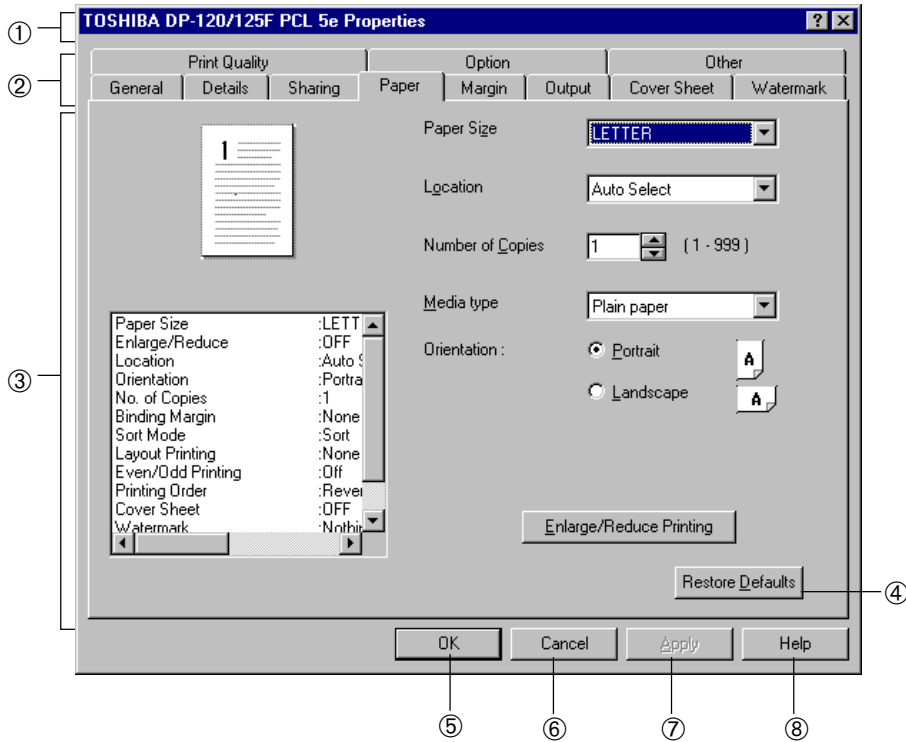 TOSHIBA DP-120/125F PCL 5e Properties
①
②
Print Quality Option Other
General Details Sharing Paper Margin Output Cover Sheet Watermark
③
1
Paper Size LETTER
Location Auto Select
Number of Copies 1 ( 1 - 999 )
Media type Plain paper
Orientation : Portrait A
Landscape A
Paper Size :LETT
Enlarge/Reduce :OFF
Location :Auto S
Orientation :Portra
No. of Copies :1
Binding Margin :None
Sort Mode :Sort
Layout Printing :None
Even/Odd Printing :Off
Printing Order :Rever
Cover Sheet :OFF
Watermark :Nothin
Enlarge/Reduce Printing
Restore Defaults ④
OK Cancel Apply Help
⑤ ⑥ ⑦ ⑧